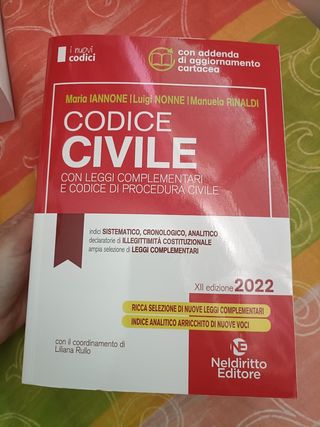 i nuovi
codici
con addenda
di aggiornamento
cartacea
Maria IANNONE | Luigi NONNE | Manuela RINALDI
CODICE
CIVILE
CON LEGGI COMPLEMENTARI
E CODICE DI PROCEDURA CIVILE
indici SISTEMATICO, CRONOLOGICO, ANALITICO
declaratorie di ILLEGITTIMITÀ COSTITUZIONALE
ampia selezione di LEGGI COMPLEMENTARI
XII edizione 2022
RICCA SELEZIONE DI NUOVE LEGGI COMPLEMENTARI
INDICE ANALITICO ARRICCHITO DI NUOVE VOCI
con il coordinamento di
Liliana Rullo
NE
Neldiritto
Editore